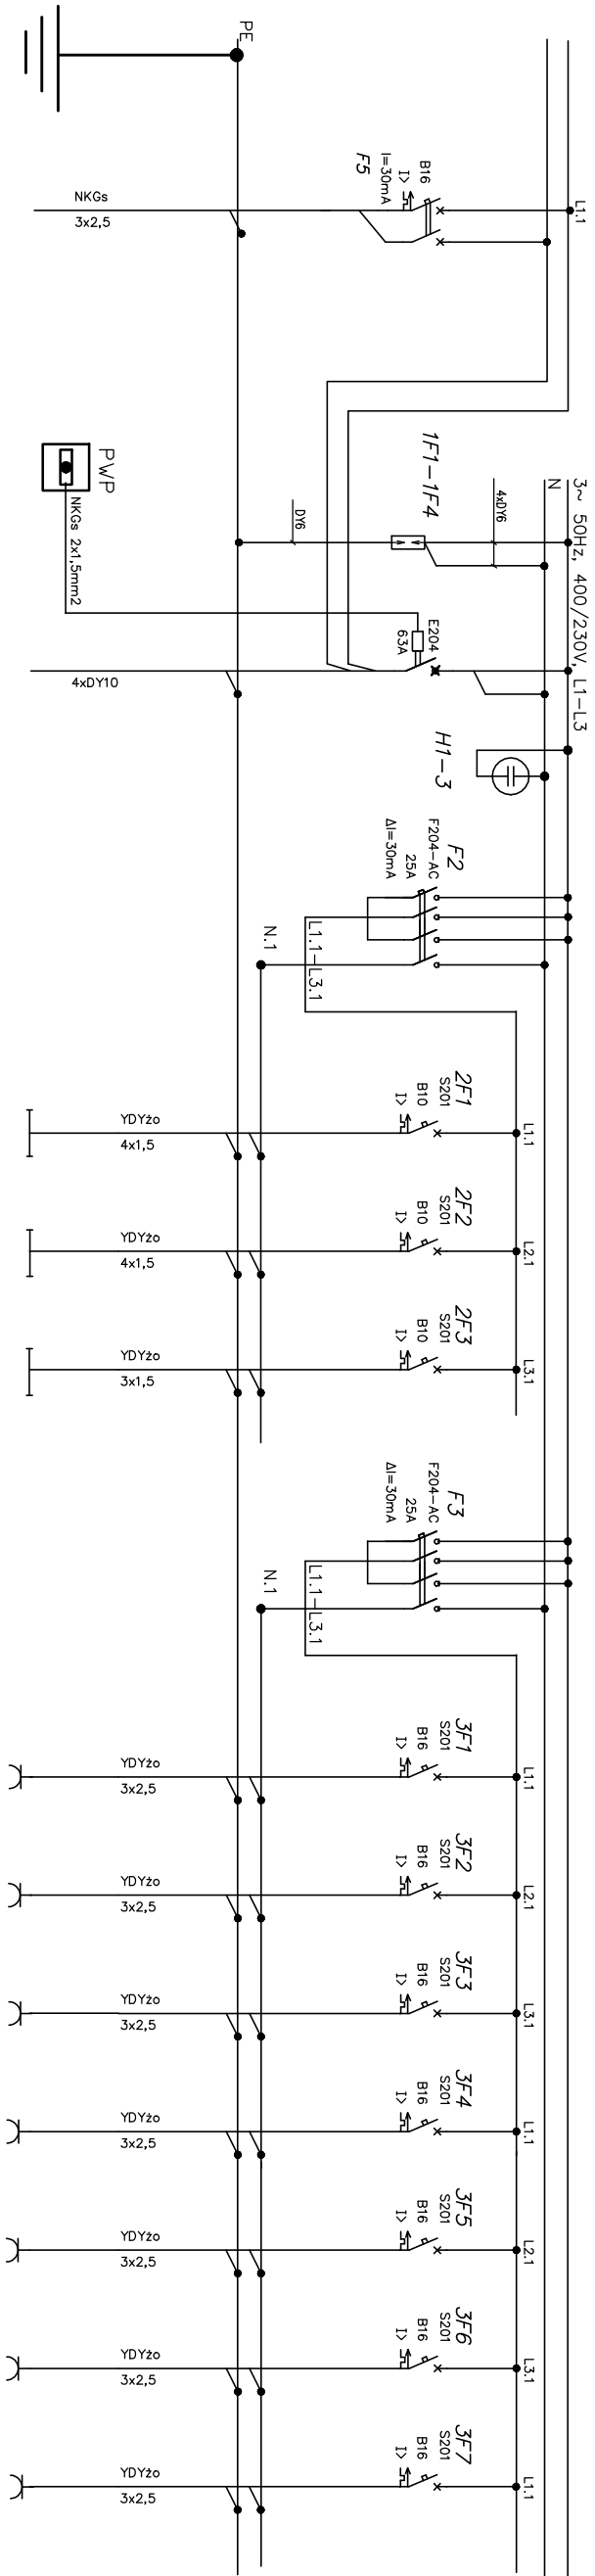 PE
L1.1
F5
B16
I>
I=30mA
NKGs
3x2,5
PWP
NKGs 2x1,5mm2
3~ 50Hz, 400/230V, L1-L3
N
1F1-1F4
4xDY6
DY6
E204
63A
4xDY10
H1-3
F2
F204-AC
25A
ΔI=30mA
L1.1-L3.1
N.1
L1.1
2F1
S201
B10
I>
YDYżo
4x1,5
L2.1
2F2
S201
B10
I>
YDYżo
4x1,5
L3.1
2F3
S201
B10
I>
YDYżo
3x1,5
F3
F204-AC
25A
ΔI=30mA
L1.1-L3.1
N.1
L1.1
3F1
S201
B16
I>
YDYżo
3x2,5
L2.1
3F2
S201
B16
I>
YDYżo
3x2,5
L3.1
3F3
S201
B16
I>
YDYżo
3x2,5
L1.1
3F4
S201
B16
I>
YDYżo
3x2,5
L2.1
3F5
S201
B16
I>
YDYżo
3x2,5
L3.1
3F6
S201
B16
I>
YDYżo
3x2,5
L1.1
3F7
S201
B16
I>
YDYżo
3x2,5